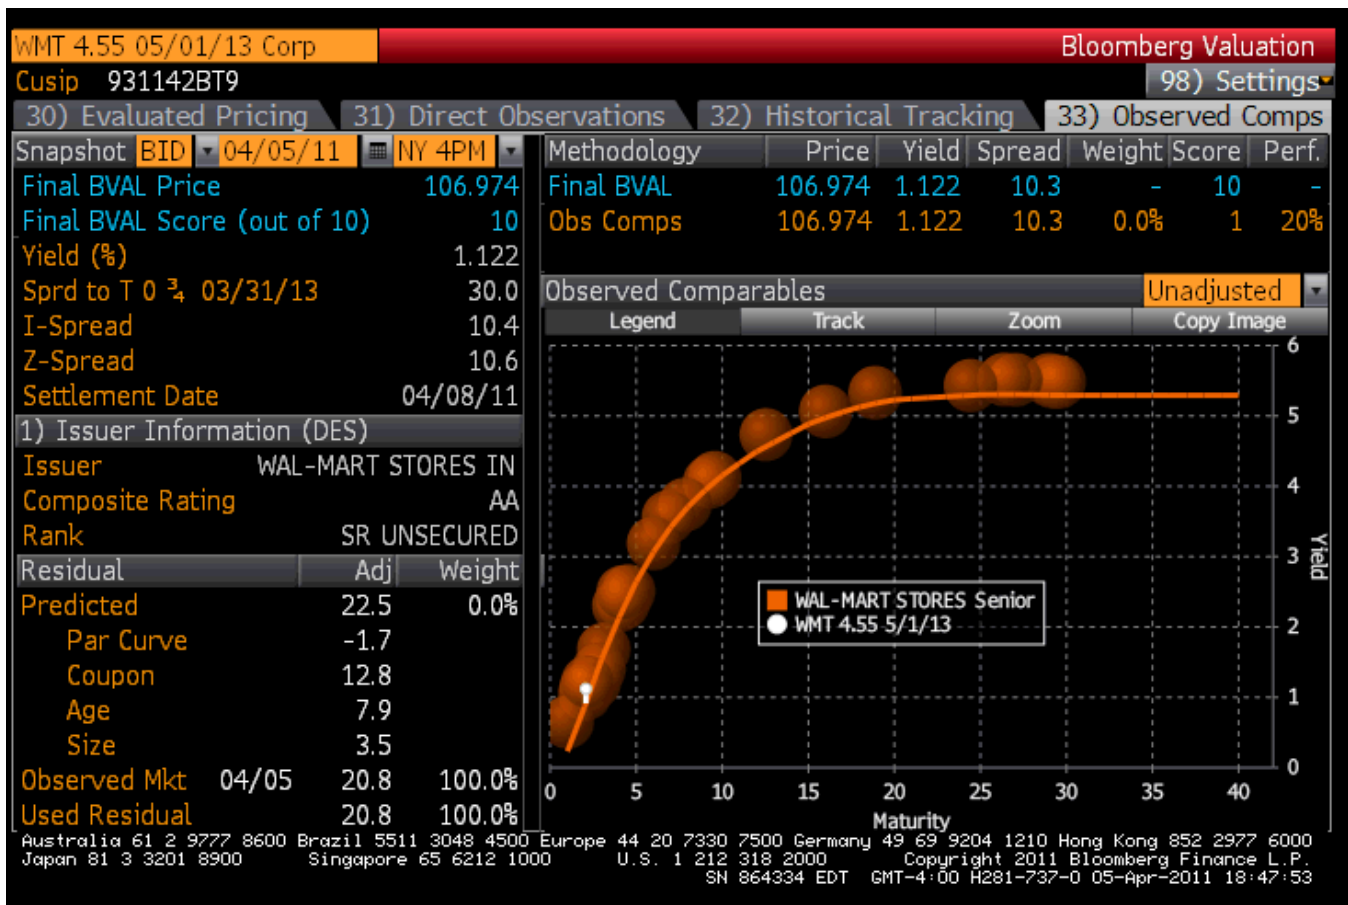 WMT 4.55 05/01/13 Corp Bloomberg Valuation
Cusip 931142BT9 98) Settings
30) Evaluated Pricing 31) Direct Observations 32) Historical Tracking 33) Observed Comps
Snapshot BID 04/05/11 NY 4PM
Final BVAL Price 106.974
Final BVAL Score (out of 10) 10
Yield (%) 1.122
Sprd to T 0 ¾ 03/31/13 30.0
I-Spread 10.4
Z-Spread 10.6
Settlement Date 04/08/11
1) Issuer Information (DES)
Issuer WAL-MART STORES IN
Composite Rating AA
Rank SR UNSECURED
Residual Adj Weight
Predicted 22.5 0.0%
Par Curve -1.7
Coupon 12.8
Age 7.9
Size 3.5
Observed Mkt 04/05 20.8 100.0%
Used Residual 20.8 100.0%
Methodology Price Yield Spread Weight Score Perf.
Final BVAL 106.974 1.122 10.3 - 10 -
Obs Comps 106.974 1.122 10.3 0.0% 1 20%
Observed Comparables Unadjusted
Legend Track Zoom Copy Image
6
5
4
3
2
1
0
Yield
WAL-MART STORES Senior
WMT 4.55 5/1/13
0 5 10 15 20 25 30 35 40
Maturity
Australia 61 2 9777 8600 Brazil 5511 3048 4500 Europe 44 20 7330 7500 Germany 49 69 9204 1210 Hong Kong 852 2977 6000
Japan 81 3 3201 8900 Singapore 65 6212 1000 U.S. 1 212 318 2000 Copyright 2011 Bloomberg Finance L.P.
SN 864334 EDT GMT-4:00 H281-737-0 05-Apr-2011 18:47:53